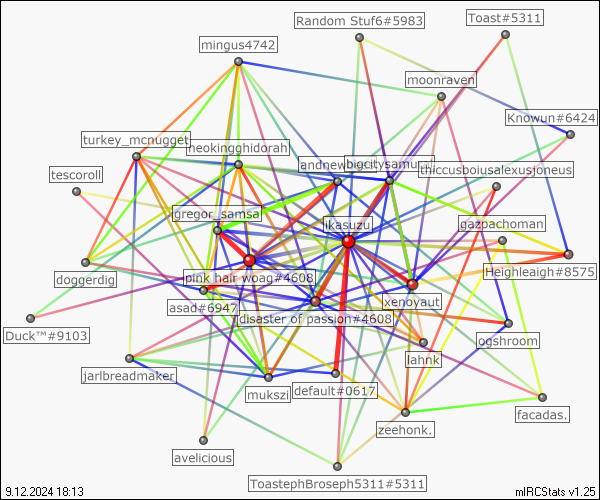 Random Stuf6#5983
Toast#5311
mingus4742
moonraven
Knowun#6424
turkey_mcnugget
neokingghidorah
bigcitysamurai
thiccusboiusalexusjoneus
tescoroll
gregor_samsa
ikasuzu
gazpachoman
doggerdig
pink hair woag#4608
xenoyaut
Heighleaigh#8575
asad#6947
disaster of passion#4608
Duck™#9103
ogshroom
lahnk
jarlbreadmaker
mukszi
default#0617
facadas.
zeehonk.
avelicious
ToastephBroseph5311#5311
9.12.2024 18:13
mIRCStats v1.25